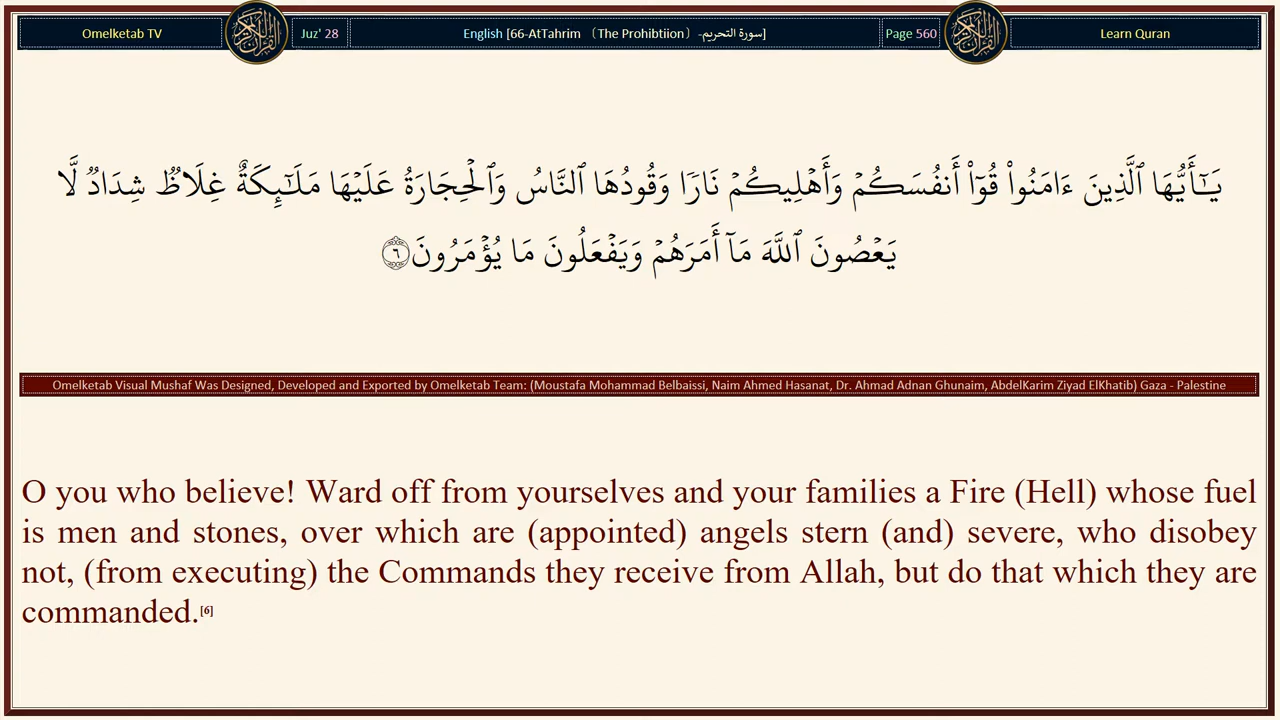 Omelketab TV
Juz' 28
English [66-AtTahrim （The Prohibtiion） -سورة التحريم]
Page 560
Learn Quran
يَـٰٓأَيُّهَا ٱلَّذِينَ ءَامَنُوا۟ قُوٓا۟ أَنفُسَكُمْ وَأَهْلِيكُمْ نَارًا وَقُودُهَا ٱلنَّاسُ وَٱلْحِجَارَةُ عَلَيْهَا مَلَـٰٓئِكَةٌ غِلَاظٌ شِدَادٌ لَّا
يَعْصُونَ ٱللَّهَ مَآ أَمَرَهُمْ وَيَفْعَلُونَ مَا يُؤْمَرُونَ ٦
Omelketab Visual Mushaf Was Designed, Developed and Exported by Omelketab Team: (Moustafa Mohammad Belbaissi, Naim Ahmed Hasanat, Dr. Ahmad Adnan Ghunaim, AbdelKarim Ziyad ElKhatib) Gaza - Palestine
O you who believe! Ward off from yourselves and your families a Fire (Hell) whose fuel
is men and stones, over which are (appointed) angels stern (and) severe, who disobey
not, (from executing) the Commands they receive from Allah, but do that which they are
commanded.[6]